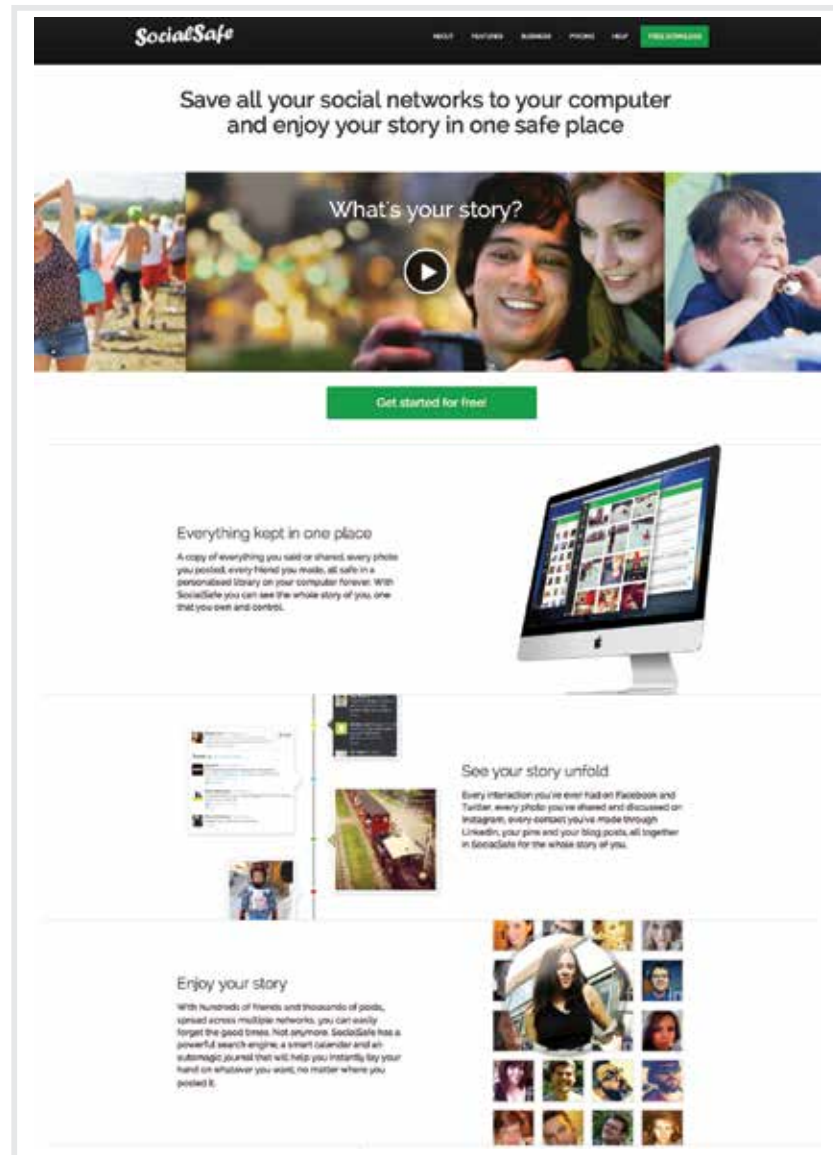 SocialSafe
ABOUT FEATURES BUSINESS PRICING HELP FREE DOWNLOAD
Save all your social networks to your computer
and enjoy your story in one safe place
What's your story?
Get started for free!
Everything kept in one place
A copy of everything you said or shared, every photo
you posted, every friend you made, all safe in a
personalised library on your computer forever. With
SocialSafe you can see the whole story of you, one
that you own and control.
See your story unfold
Every interaction you've ever had on Facebook and
Twitter, every photo you've shared and discussed on
Instagram, every contact you've made through
LinkedIn, your pins and your blog posts, all together
in SocialSafe for the whole story of you.
Enjoy your story
With hundreds of friends and thousands of posts,
spread across multiple networks, you can easily
forget the good times. Not anymore. SocialSafe has a
powerful search engine, a smart calendar and an
automagic journal that will help you instantly lay your
hand on whatever you want, no matter where you
posted it.